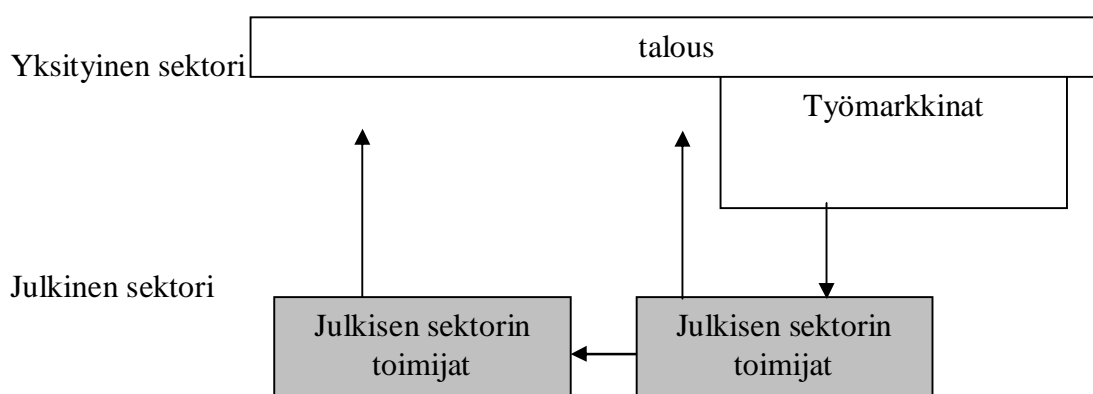 talous
Yksityinen sektori
Työmarkkinat
Julkinen sektori
Julkisen sektorin
toimijat
Julkisen sektorin
toimijat